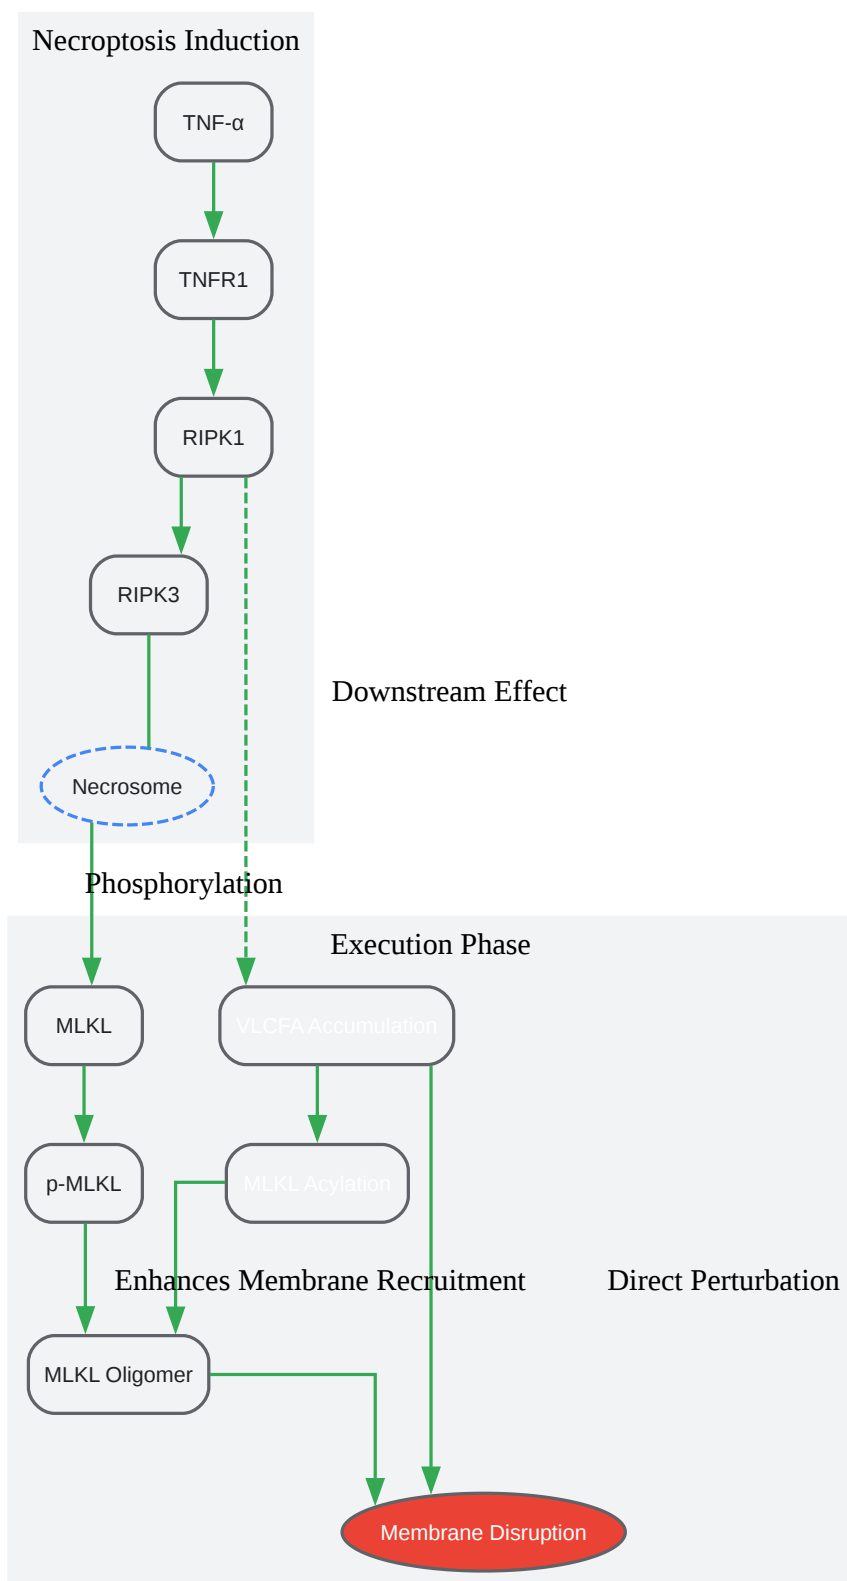 Necroptosis Induction
TNF-α
TNFR1
RIPK1
RIPK3
Downstream Effect
Necrosome
Phosphorylation
Execution Phase
MLKL
VLCFA Accumulation
p-MLKL
MLKL Acylation
Enhances Membrane Recruitment
Direct Perturbation
MLKL Oligomer
Membrane Disruption